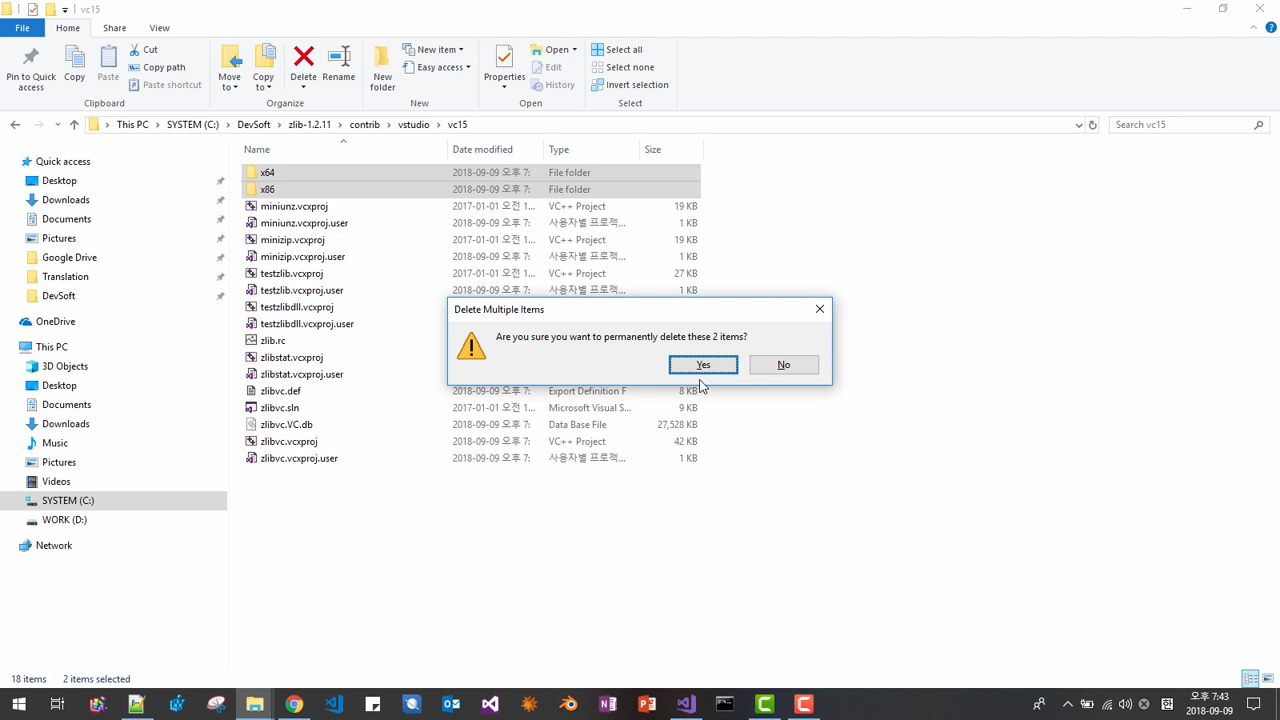 vc15
File Home Share View
Pin to Quick access
Copy
Paste
Cut
Copy path
Paste shortcut
Clipboard
Move to
Copy to
Delete
Rename
Organize
New folder
New item
Easy access
New
Properties
Open
Edit
History
Open
Select all
Select none
Invert selection
Select
This PC SYSTEM (C:) DevSoft zlib-1.2.11 contrib vstudio vc15
Search vc15
Quick access
Desktop
Downloads
Documents
Pictures
Google Drive
Translation
DevSoft
OneDrive
This PC
3D Objects
Desktop
Documents
Downloads
Music
Pictures
Videos
SYSTEM (C:)
WORK (D:)
Network
Name Date modified Type Size
x64 2018-09-09 오후 7: File folder
x86 2018-09-09 오후 7: File folder
miniunz.vcxproj 2017-01-01 오전 1... VC++ Project 19 KB
miniunz.vcxproj.user 2018-09-09 오후 7: 사용자별 프로젝... 1 KB
minizip.vcxproj 2017-01-01 오전 1... VC++ Project 19 KB
minizip.vcxproj.user 2018-09-09 오후 7: 사용자별 프로젝... 1 KB
testzlib.vcxproj 2017-01-01 오전 1... VC++ Project 27 KB
testzlib.vcxproj.user 2018-09-09 오후 7: 사용자별 프로젝... 1 KB
testzlibdll.vcxproj
testzlibdll.vcxproj.user
zlib.rc
zlibstat.vcxproj
zlibstat.vcxproj.user
zlibvc.def 2018-09-09 오후 7: Export Definition F 8 KB
zlibvc.sln 2017-01-01 오전 1... Microsoft Visual S... 9 KB
zlibvc.VC.db 2018-09-09 오후 7: Data Base File 27,528 KB
zlibvc.vcxproj 2018-09-09 오후 7: VC++ Project 42 KB
zlibvc.vcxproj.user 2018-09-09 오후 7: 사용자별 프로젝... 1 KB
Delete Multiple Items
Are you sure you want to permanently delete these 2 items?
Yes No
18 items 2 items selected
오후 7:43
2018-09-09